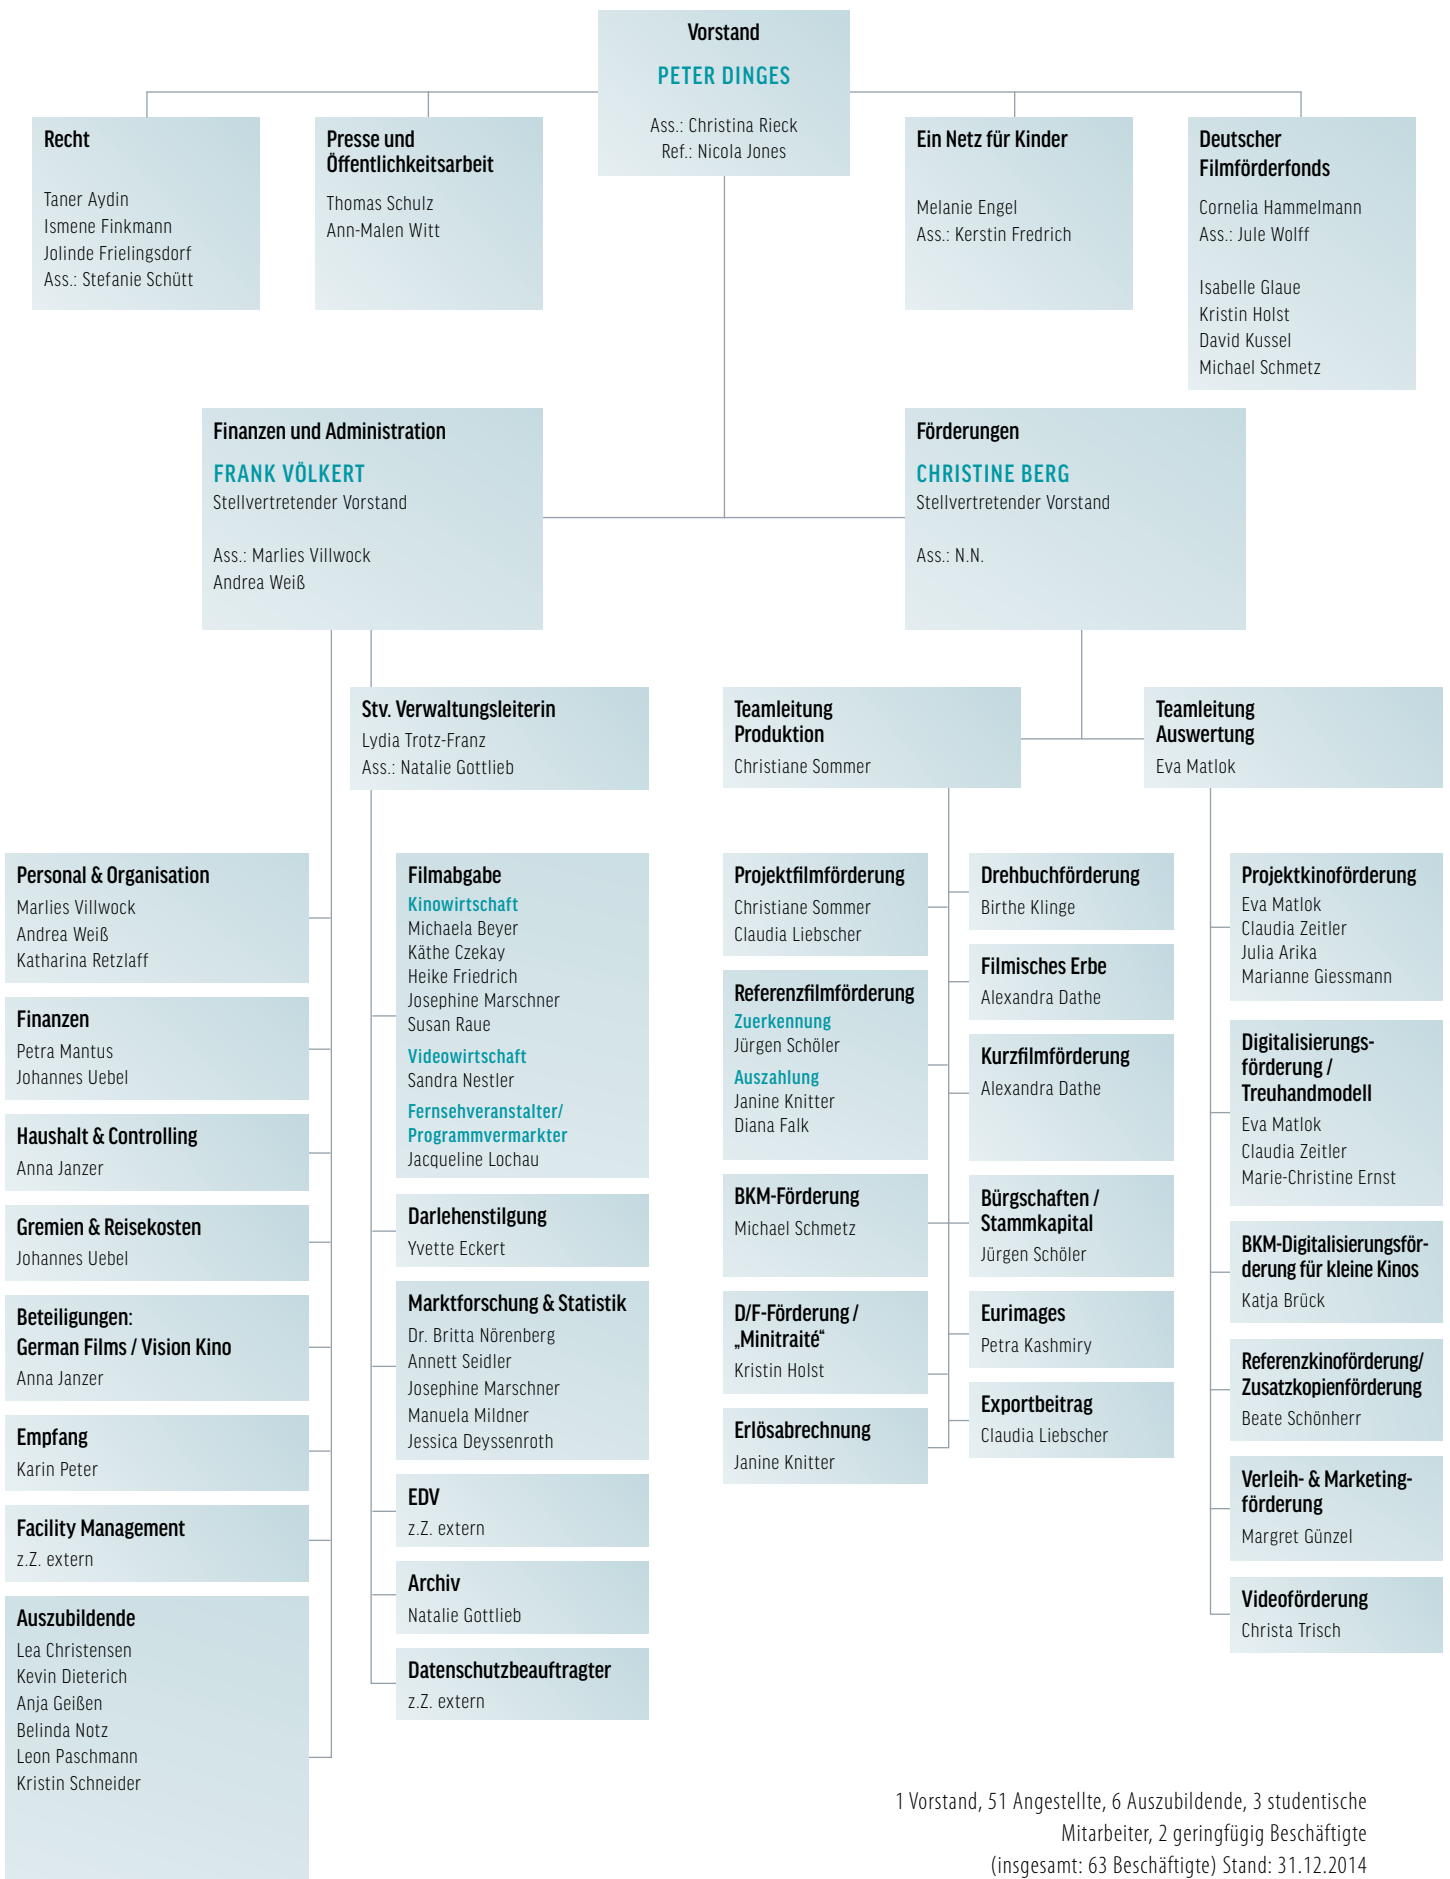 Vorstand
PETER DINGES
Ass.: Christina Rieck
Ref.: Nicola Jones
Recht
Taner Aydin
Ismene Finkmann
Jolinde Frielingsdorf
Ass.: Stefanie Schütt
Presse und
Öffentlichkeitsarbeit
Thomas Schulz
Ann-Malen Witt
Ein Netz für Kinder
Melanie Engel
Ass.: Kerstin Fredrich
Deutscher
Filmförderfonds
Cornelia Hammelmann
Ass.: Jule Wolff
Isabelle Glaue
Kristin Holst
David Kussel
Michael Schmetz
Finanzen und Administration
FRANK VÖLKERT
Stellvertretender Vorstand
Ass.: Marlies Villwock
Andrea Weiß
Förderungen
CHRISTINE BERG
Stellvertretender Vorstand
Ass.: N.N.
Stv. Verwaltungsleiterin
Lydia Trotz-Franz
Ass.: Natalie Gottlieb
Teamleitung
Produktion
Christiane Sommer
Teamleitung
Auswertung
Eva Matlok
Personal & Organisation
Marlies Villwock
Andrea Weiß
Katharina Retzlaff
Finanzen
Petra Mantus
Johannes Uebel
Haushalt & Controlling
Anna Janzer
Gremien & Reisekosten
Johannes Uebel
Beteiligungen:
German Films / Vision Kino
Anna Janzer
Empfang
Karin Peter
Facility Management
z.Z. extern
Auszubildende
Lea Christensen
Kevin Dieterich
Anja Geißen
Belinda Notz
Leon Paschmann
Kristin Schneider
Filmabgabe
Kinowirtschaft
Michaela Beyer
Käthe Czekay
Heike Friedrich
Josephine Marschner
Susan Raue
Videowirtschaft
Sandra Nestler
Fernsehveranstalter/
Programmvermarkter
Jacqueline Lochau
Darlehenstilgung
Yvette Eckert
Marktforschung & Statistik
Dr. Britta Nörenberg
Annett Seidler
Josephine Marschner
Manuela Mildner
Jessica Deyssenroth
EDV
z.Z. extern
Archiv
Natalie Gottlieb
Datenschutzbeauftragter
z.Z. extern
Projektfilmförderung
Christiane Sommer
Claudia Liebscher
Referenzfilmförderung
Zuerkennung
Jürgen Schöler
Auszahlung
Janine Knitter
Diana Falk
BKM-Förderung
Michael Schmetz
D/F-Förderung /
„Minitraité“
Kristin Holst
Erlösabrechnung
Janine Knitter
Drehbuchförderung
Birthe Klinge
Filmisches Erbe
Alexandra Dathe
Kurzfilmförderung
Alexandra Dathe
Bürgschaften /
Stammkapital
Jürgen Schöler
Eurimages
Petra Kashmiry
Exportbeitrag
Claudia Liebscher
Projektkinoförderung
Eva Matlok
Claudia Zeitler
Julia Arika
Marianne Giessmann
Digitalisierungs-
förderung /
Treuhandmodell
Eva Matlok
Claudia Zeitler
Marie-Christine Ernst
BKM-Digitalisierungsför-
derung für kleine Kinos
Katja Brück
Referenzkinoförderung/
Zusatzkopienförderung
Beate Schönherr
Verleih- & Marketing-
förderung
Margret Günzel
Videoförderung
Christa Trisch
1 Vorstand, 51 Angestellte, 6 Auszubildende, 3 studentische
Mitarbeiter, 2 geringfügig Beschäftigte
(insgesamt: 63 Beschäftigte) Stand: 31.12.2014